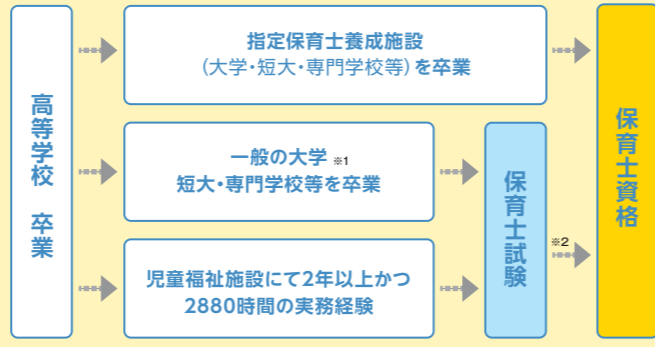 高等学校 卒業
指定保育士養成施設
(大学・短大・専門学校等)を卒業
一般の大学 ※1
短大・専門学校等を卒業
児童福祉施設にて2年以上かつ
2880時間の実務経験
保育士試験
※2
保育士資格